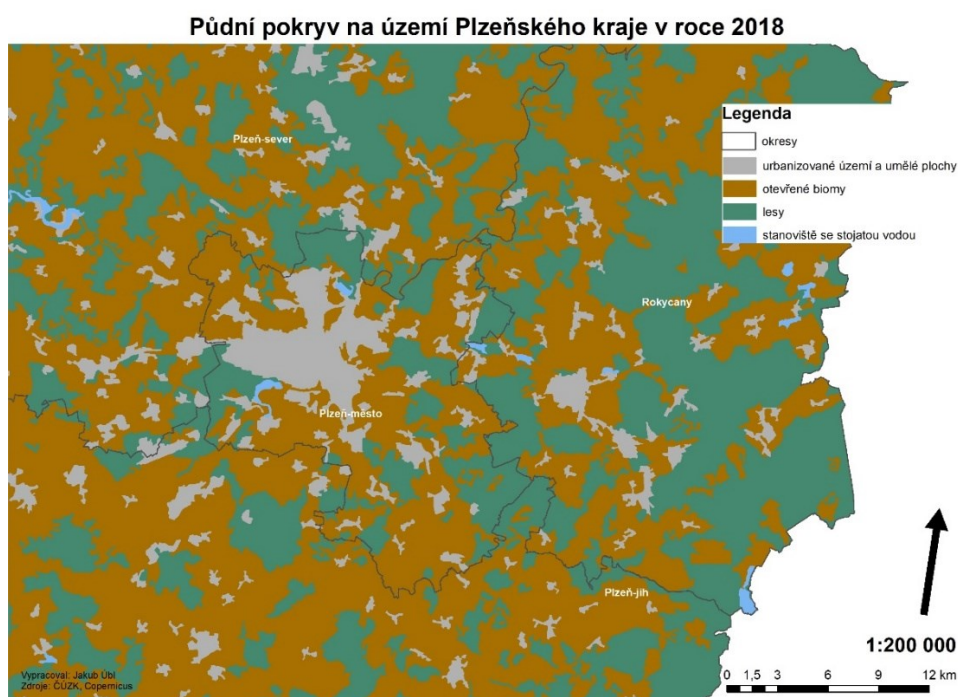 Půdní pokryv na území Plzeňského kraje v roce 2018
Legenda
okresy
urbanizované území a umělé plochy
otevřené biomy
lesy
stanoviště se stojatou vodou
Plzeň-sever
Rokycany
Plzeň-město
Plzeň-jih
1:200 000
0 1,5 3 6 9 12 km
Vypracoval: Jakub Úbl
Zdroje: ČÚZK, Copernicus